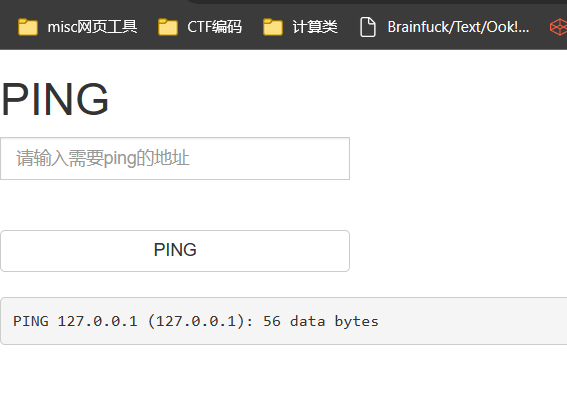 misc网页工具 CTF编码 计算类 Brainfuck/Text/Ook!...
PING
请输入需要ping的地址
PING
PING 127.0.0.1 (127.0.0.1): 56 data bytes